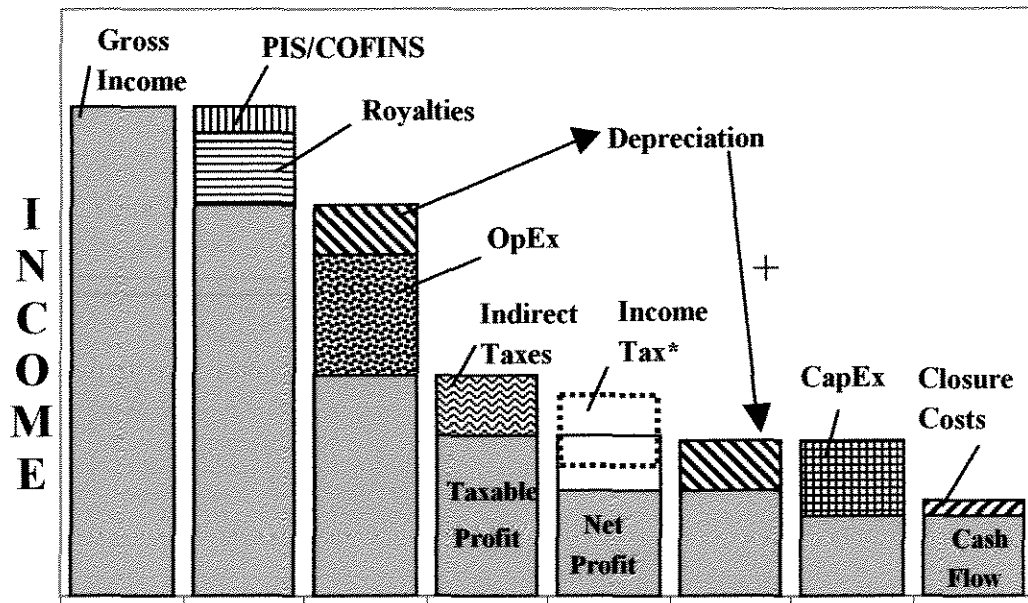 Gross
Income
PIS/COFINS
Royalties
Depreciation
OpEx
+
Indirect
Taxes
Income
Tax*
CapEx
Closure
Costs
INCOME
Taxable
Profit
Net
Profit
Cash
Flow